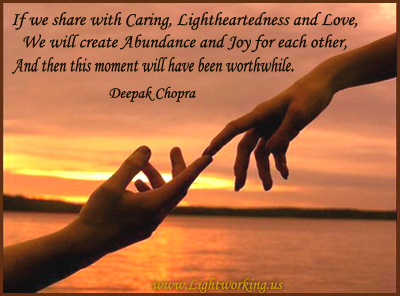 If we share with Caring, Lightheartedness and Love,
We will create Abundance and Joy for each other,
And then this moment will have been worthwhile.
Deepak Chopra
www.Lightworking.us